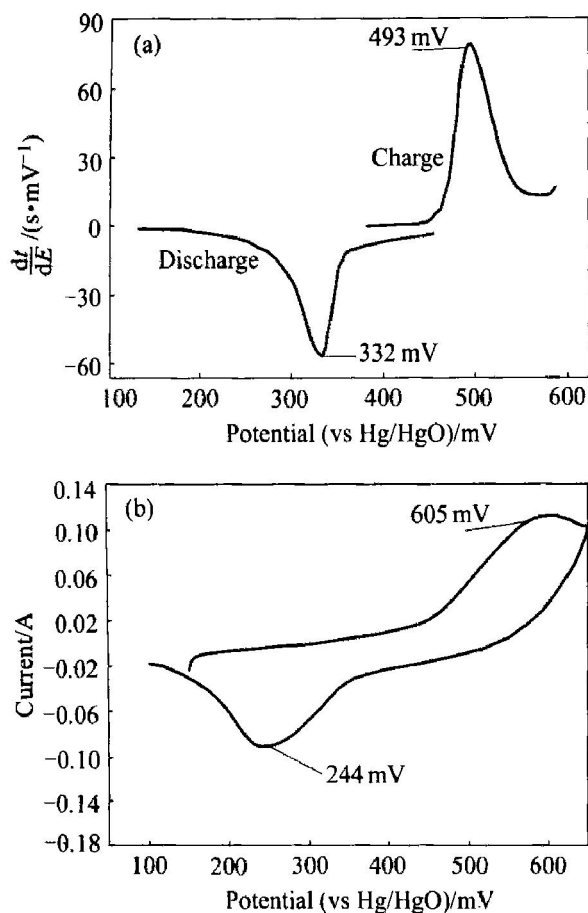 (a)
90
60
30
0
−30
−60
dt/dE /(s•mV⁻¹)
493 mV
Charge
Discharge
332 mV
100 200 300 400 500 600
Potential (vs Hg/HgO)/mV
(b)
0.14
0.10
0.06
0.02
−0.02
−0.06
−0.10
−0.14
−0.18
Current/A
605 mV
244 mV
100 200 300 400 500 600
Potential (vs Hg/HgO)/mV